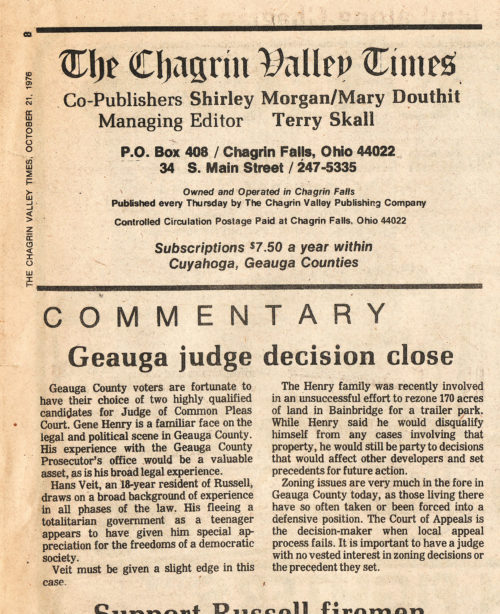 THE CHAGRIN VALLEY TIMES, OCTOBER 21, 1976 8
The Chagrin Valley Times
Co-Publishers Shirley Morgan/Mary Douthit
Managing Editor Terry Skall
P.O. Box 408 / Chagrin Falls, Ohio 44022
34 S. Main Street / 247-5335
Owned and Operated in Chagrin Falls
Published every Thursday by The Chagrin Valley Publishing Company
Controlled Circulation Postage Paid at Chagrin Falls, Ohio 44022
Subscriptions $7.50 a year within
Cuyahoga, Geauga Counties
COMMENTARY
Geauga judge decision close
Geauga County voters are fortunate to
have their choice of two highly qualified
candidates for Judge of Common Pleas
Court. Gene Henry is a familiar face on the
legal and political scene in Geauga County.
His experience with the Geauga County
Prosecutor's office would be a valuable
asset, as is his broad legal experience.
Hans Veit, an 18-year resident of Russell,
draws on a broad background of experience
in all phases of the law. His fleeing a
totalitarian government as a teenager
appears to have given him special ap-
preciation for the freedoms of a democratic
society.
Veit must be given a slight edge in this
case.
The Henry family was recently involved
in an unsuccessful effort to rezone 170 acres
of land in Bainbridge for a trailer park.
While Henry said he would disqualify
himself from any cases involving that
property, he would still be party to decisions
that would affect other developers and set
precedents for future action.
Zoning issues are very much in the fore in
Geauga County today, as those living there
have so often taken or been forced into a
defensive position. The Court of Appeals is
the decision-maker when local appeal
process fails. It is important to have a judge
with no vested interest in zoning decisions or
the precedent they set.
Support Russell firemen